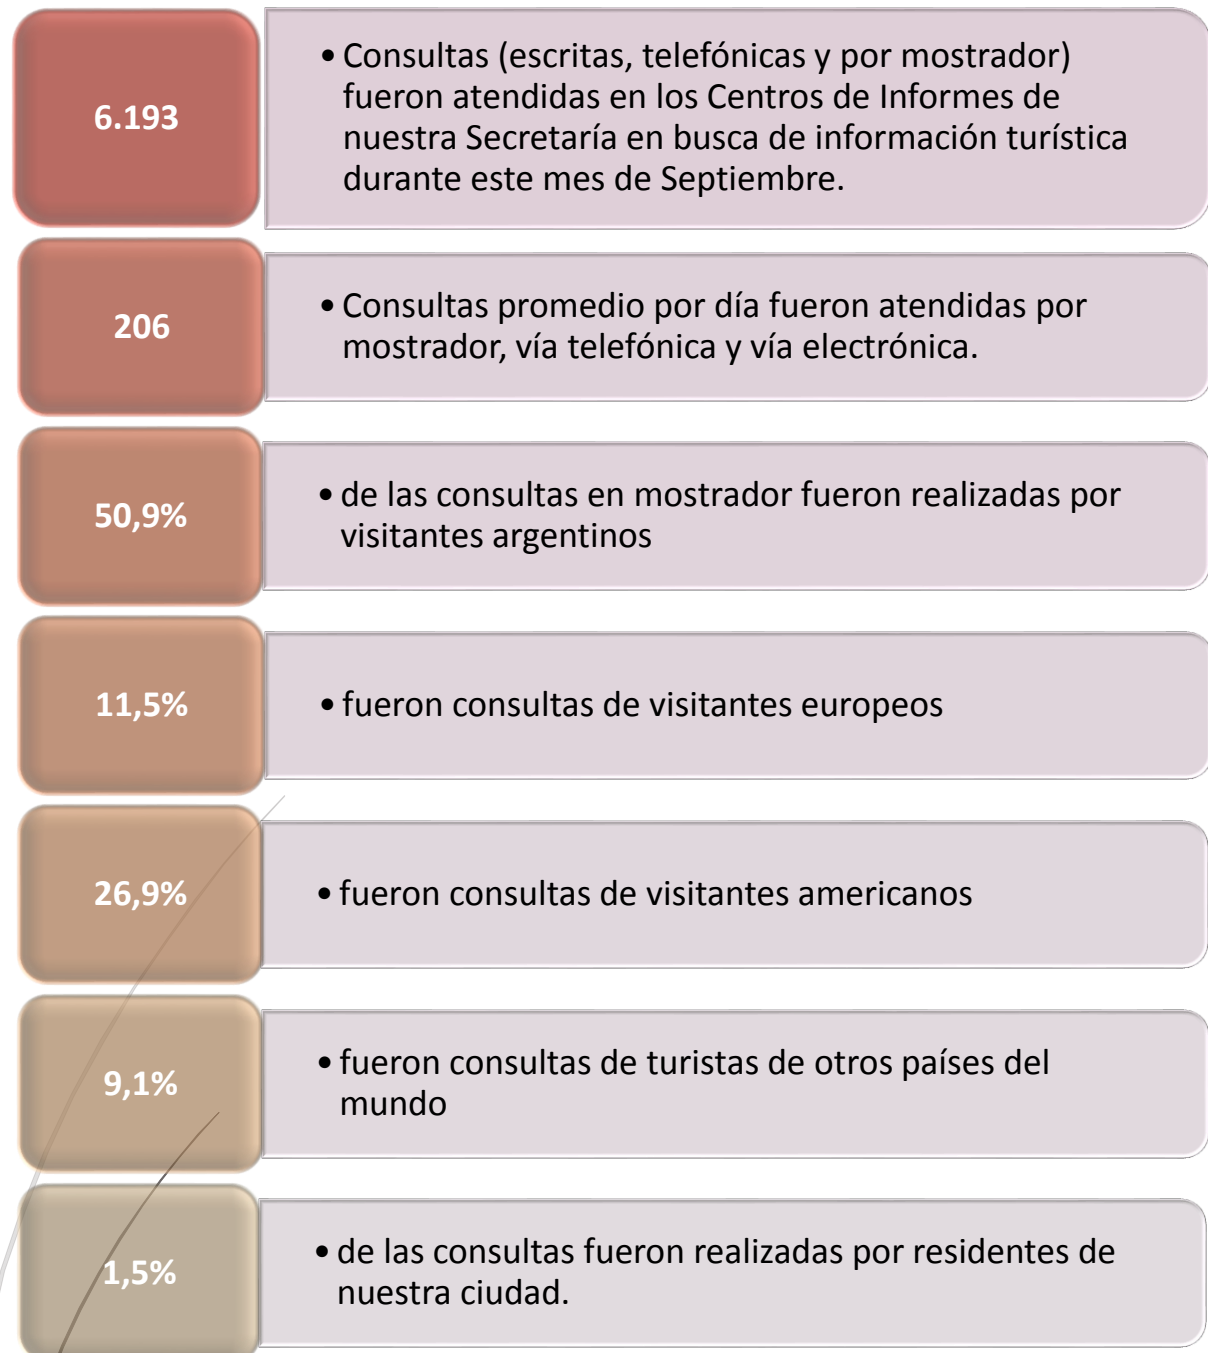 6.193
• Consultas (escritas, telefónicas y por mostrador)
fueron atendidas en los Centros de Informes de
nuestra Secretaría en busca de información turística
durante este mes de Septiembre.
206
• Consultas promedio por día fueron atendidas por
mostrador, vía telefónica y vía electrónica.
50,9%
• de las consultas en mostrador fueron realizadas por
visitantes argentinos
11,5%
• fueron consultas de visitantes europeos
26,9%
• fueron consultas de visitantes americanos
9,1%
• fueron consultas de turistas de otros países del
mundo
1,5%
• de las consultas fueron realizadas por residentes de
nuestra ciudad.